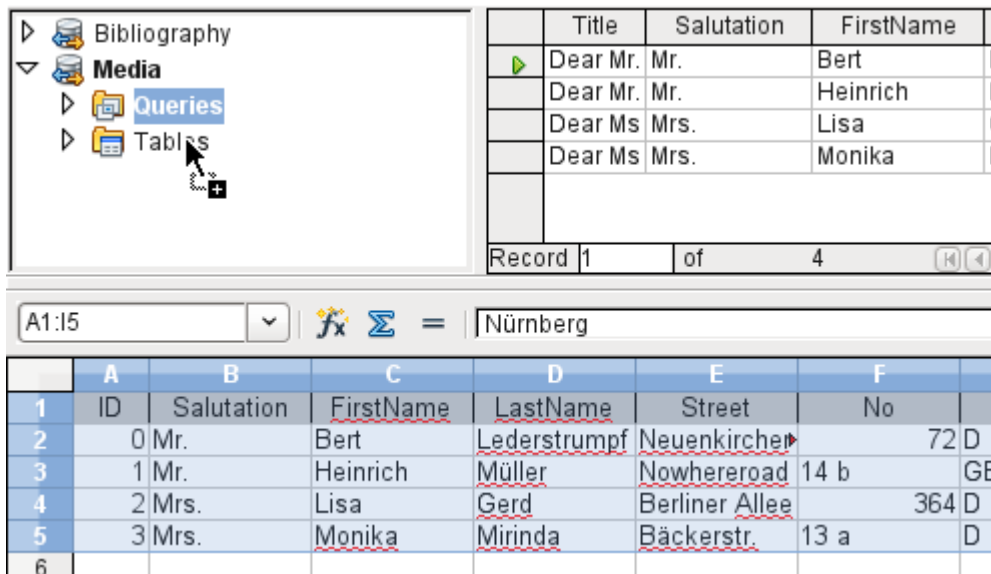 Bibliography
Media
Queries
Tables
Title Salutation FirstName
Dear Mr. Mr. Bert
Dear Mr. Mr. Heinrich
Dear Ms Mrs. Lisa
Dear Ms Mrs. Monika
Record 1 of 4
A1:I5 fx Σ = Nürnberg
A B C D E F
1 ID Salutation FirstName LastName Street No
2 0 Mr. Bert Lederstrumpf Neuenkircher 72 D
3 1 Mr. Heinrich Müller Nowhereroad 14 b GE
4 2 Mrs. Lisa Gerd Berliner Allee 364 D
5 3 Mrs. Monika Mirinda Bäckerstr. 13 a D
6